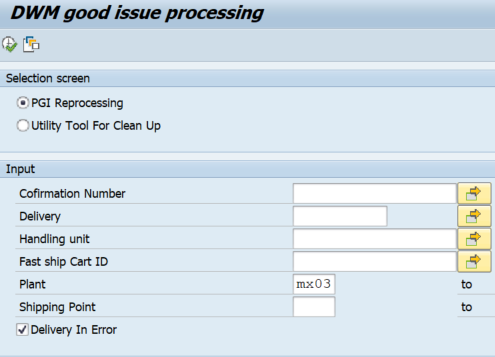 DWM good issue processing
Selection screen
PGI Reprocessing
Utility Tool For Clean Up
Input
Cofirmation Number
Delivery
Handling unit
Fast ship Cart ID
Plant mx03 to
Shipping Point to
Delivery In Error